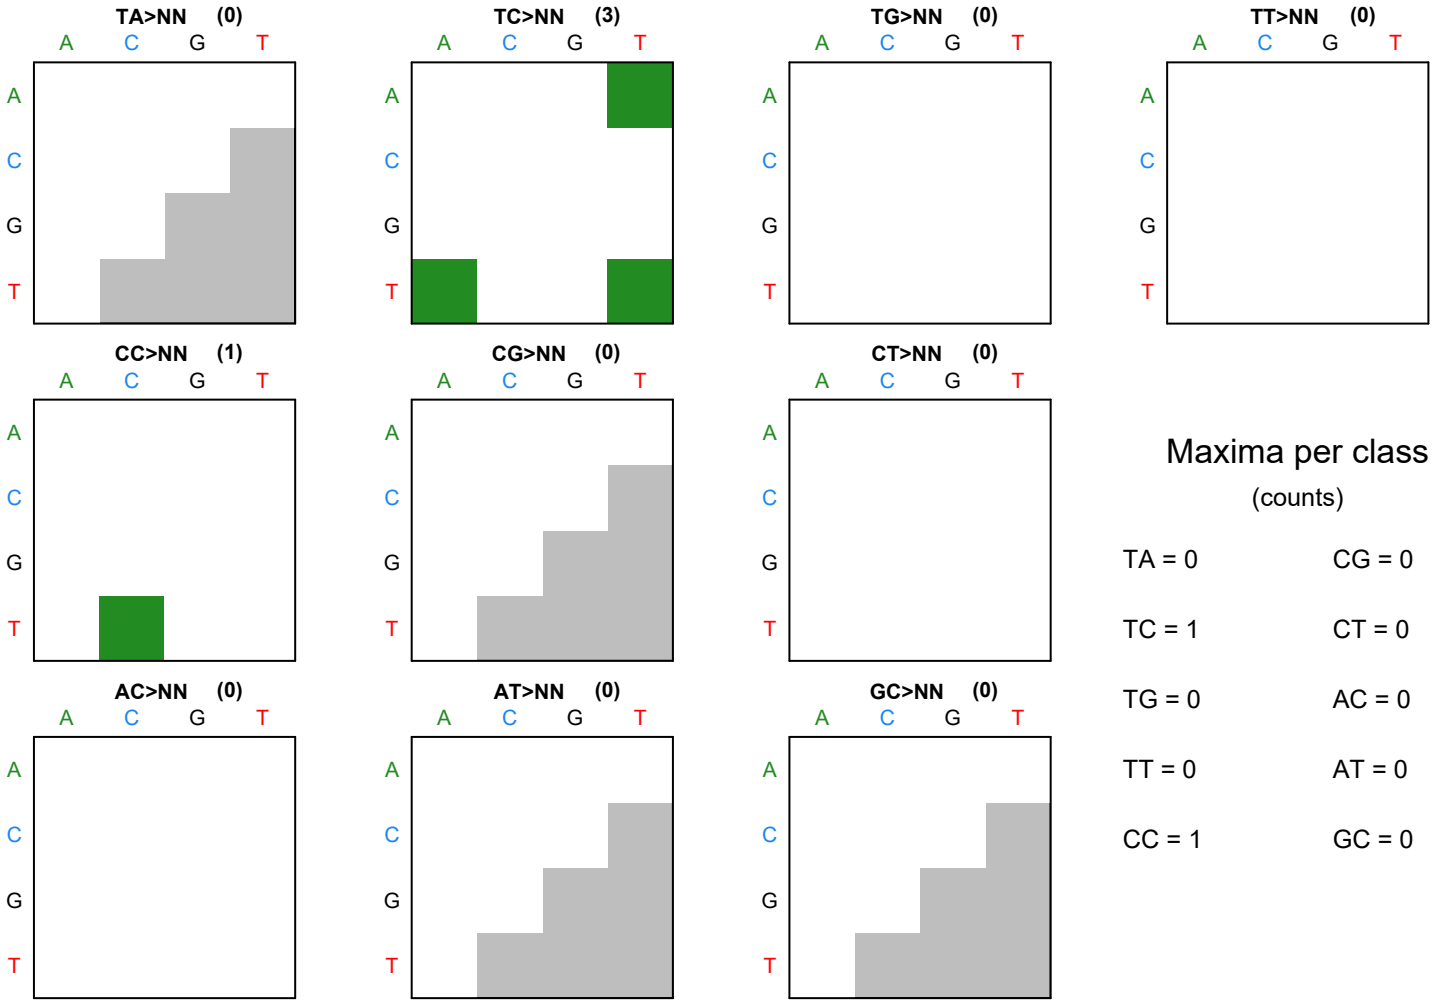 TA>NN (0) TC>NN (3) TG>NN (0) TT>NN (0)
A C G T A C G T A C G T A C G T
A A A A
C C C C
G G G G
T T T T
CC>NN (1) CG>NN (0) CT>NN (0)
A C G T A C G T A C G T
A A A
C C C
G G G
T T T
Maxima per class
(counts)
TA = 0 CG = 0
TC = 1 CT = 0
TG = 0 AC = 0
TT = 0 AT = 0
CC = 1 GC = 0
AC>NN (0) AT>NN (0) GC>NN (0)
A C G T A C G T A C G T
A A A
C C C
G G G
T T T